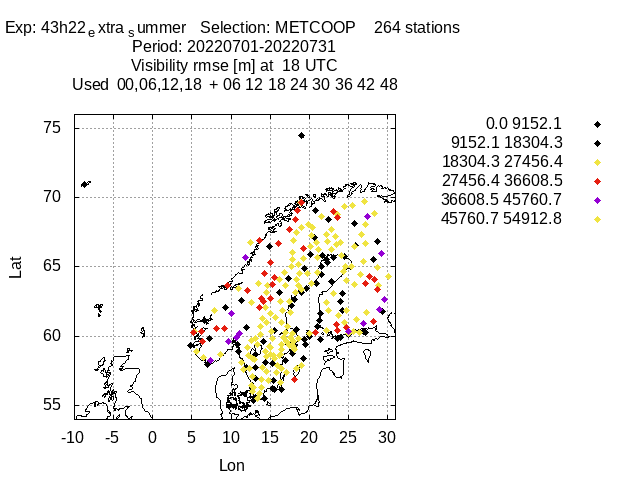 Exp: 43h22 e xtra s ummer Selection: METCOOP 264 stations
Period: 20220701-20220731
Visibility rmse [m] at 18 UTC
Used 00,06,12,18 + 06 12 18 24 30 36 42 48
0.0 9152.1
9152.1 18304.3
18304.3 27456.4
27456.4 36608.5
36608.5 45760.7
45760.7 54912.8
75
70
65
60
55
Lat
-10 -5 0 5 10 15 20 25 30
Lon